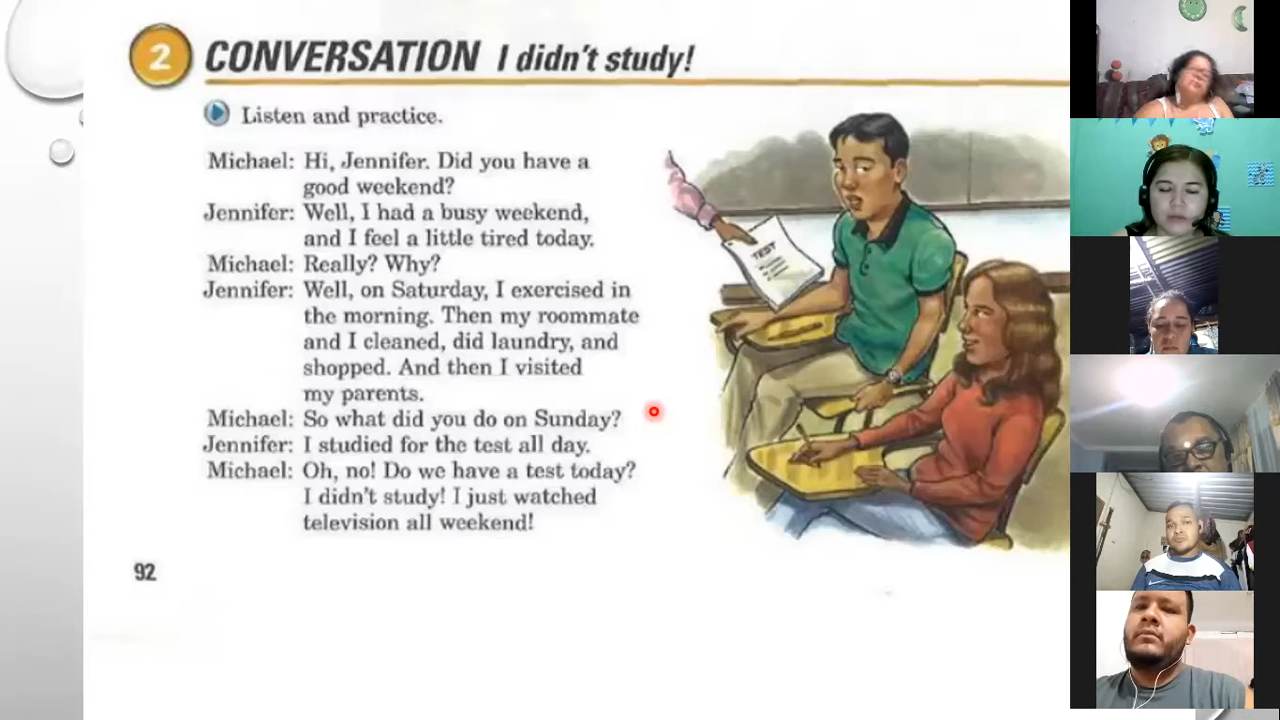 2 CONVERSATION I didn't study!
Listen and practice.
Michael: Hi, Jennifer. Did you have a
good weekend?
Jennifer: Well, I had a busy weekend,
and I feel a little tired today.
Michael: Really? Why?
Jennifer: Well, on Saturday, I exercised in
the morning. Then my roommate
and I cleaned, did laundry, and
shopped. And then I visited
my parents.
Michael: So what did you do on Sunday?
Jennifer: I studied for the test all day.
Michael: Oh, no! Do we have a test today?
I didn't study! I just watched
television all weekend!
TEST
92